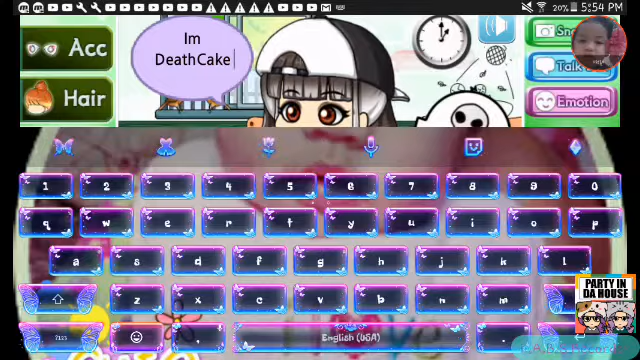 20% 5:54 PM
Acc
Hair
Im
DeathCake
Talk
Emotion
1 2 3 4 5 6 7 8 9 0
q w e r t y u i o p
a s d f g h j k l
z x c v b n m
?123
, English (USA) .
PARTY IN
DA HOUSE